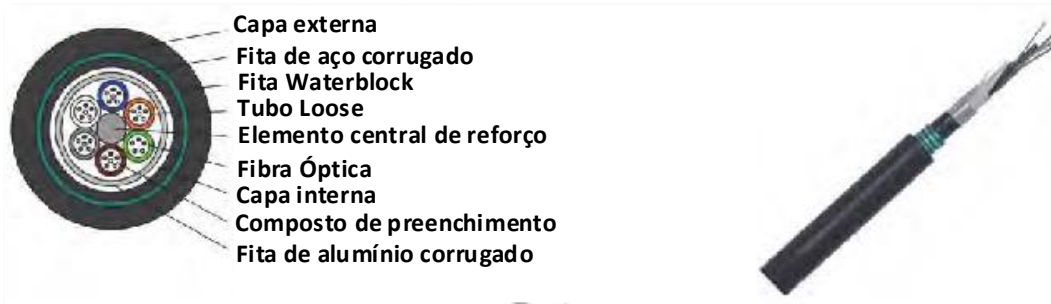 Capa externa
Fita de aço corrugado
Fita Waterblock
Tubo Loose
Elemento central de reforço
Fibra Óptica
Capa interna
Composto de preenchimento
Fita de alumínio corrugado